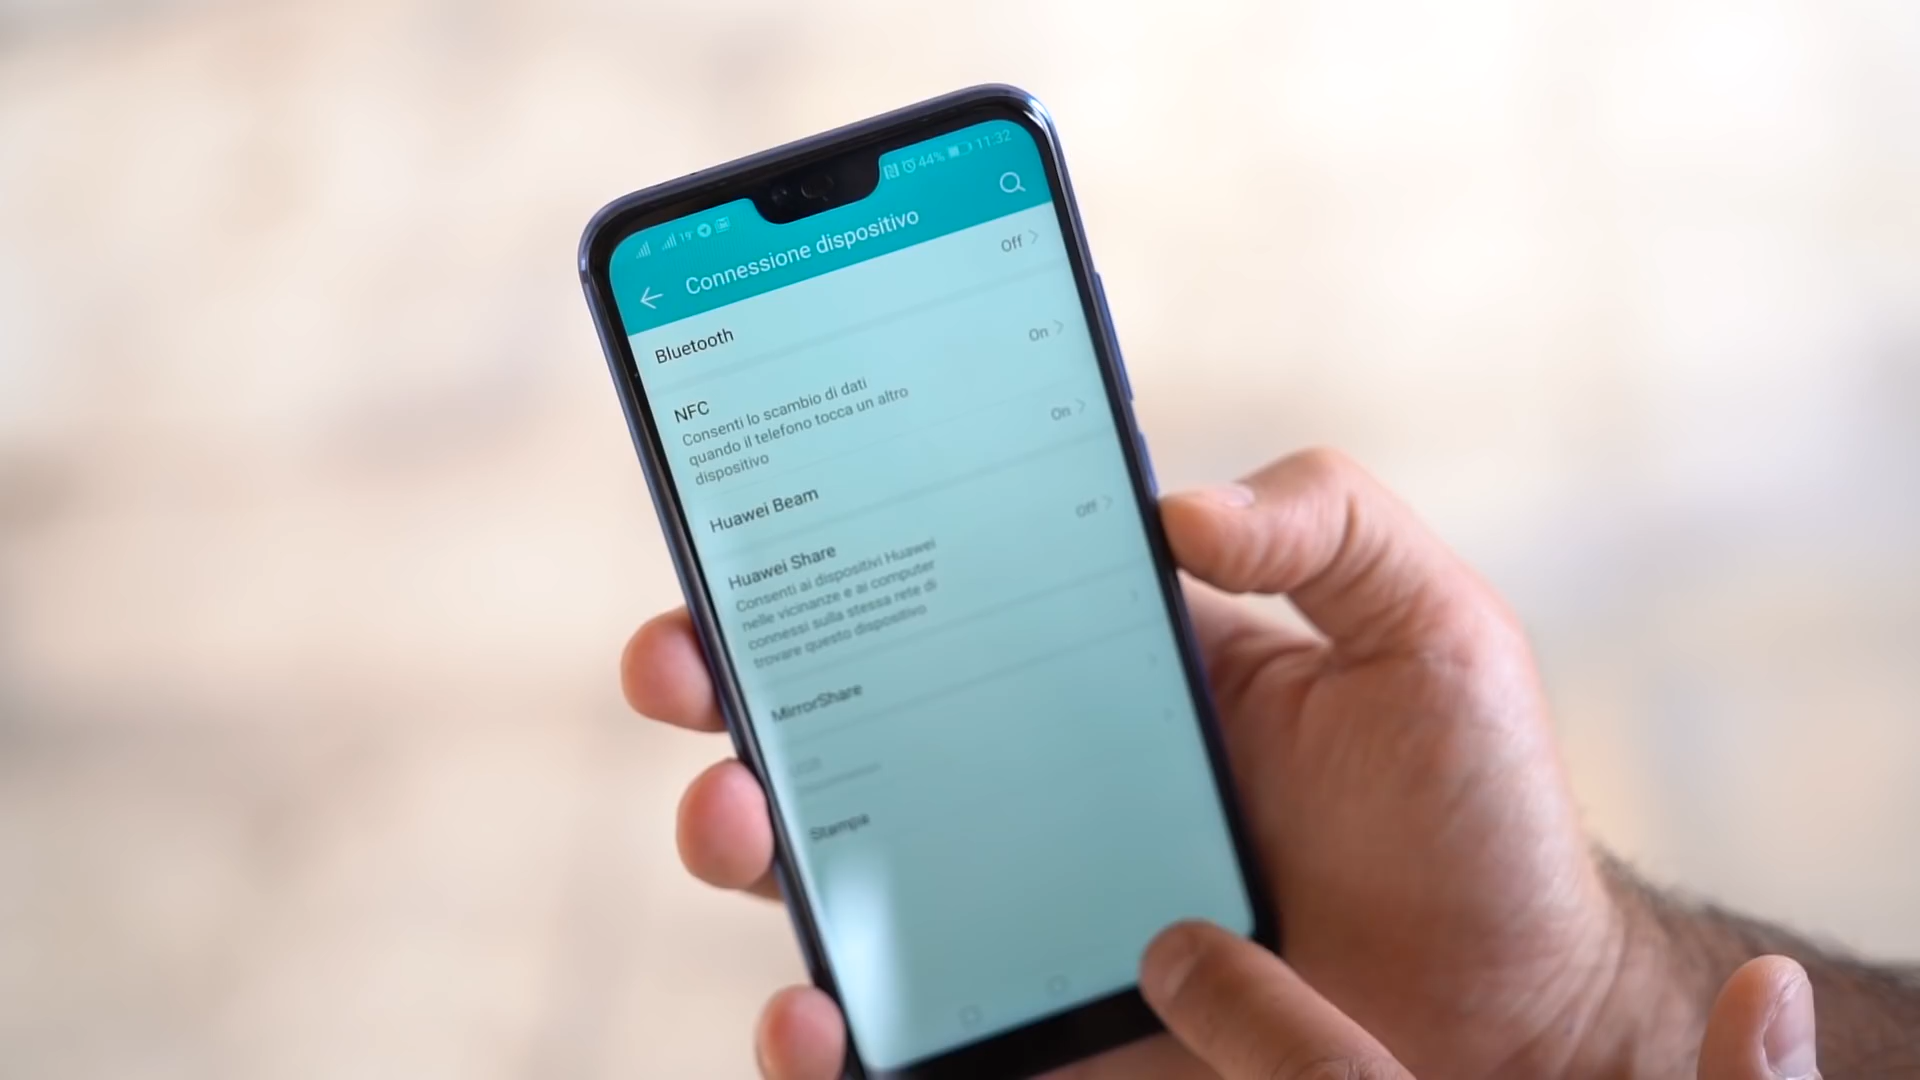 19°
44%
11:32
Connessione dispositivo
Bluetooth
Off
NFC
Consenti lo scambio di dati
quando il telefono tocca un altro
dispositivo
On
Huawei Beam
On
Huawei Share
Consenti ai dispositivi Huawei
nelle vicinanze e ai computer
connessi sulla stessa rete di
trovare questo dispositivo
Off
MirrorShare
Stampa